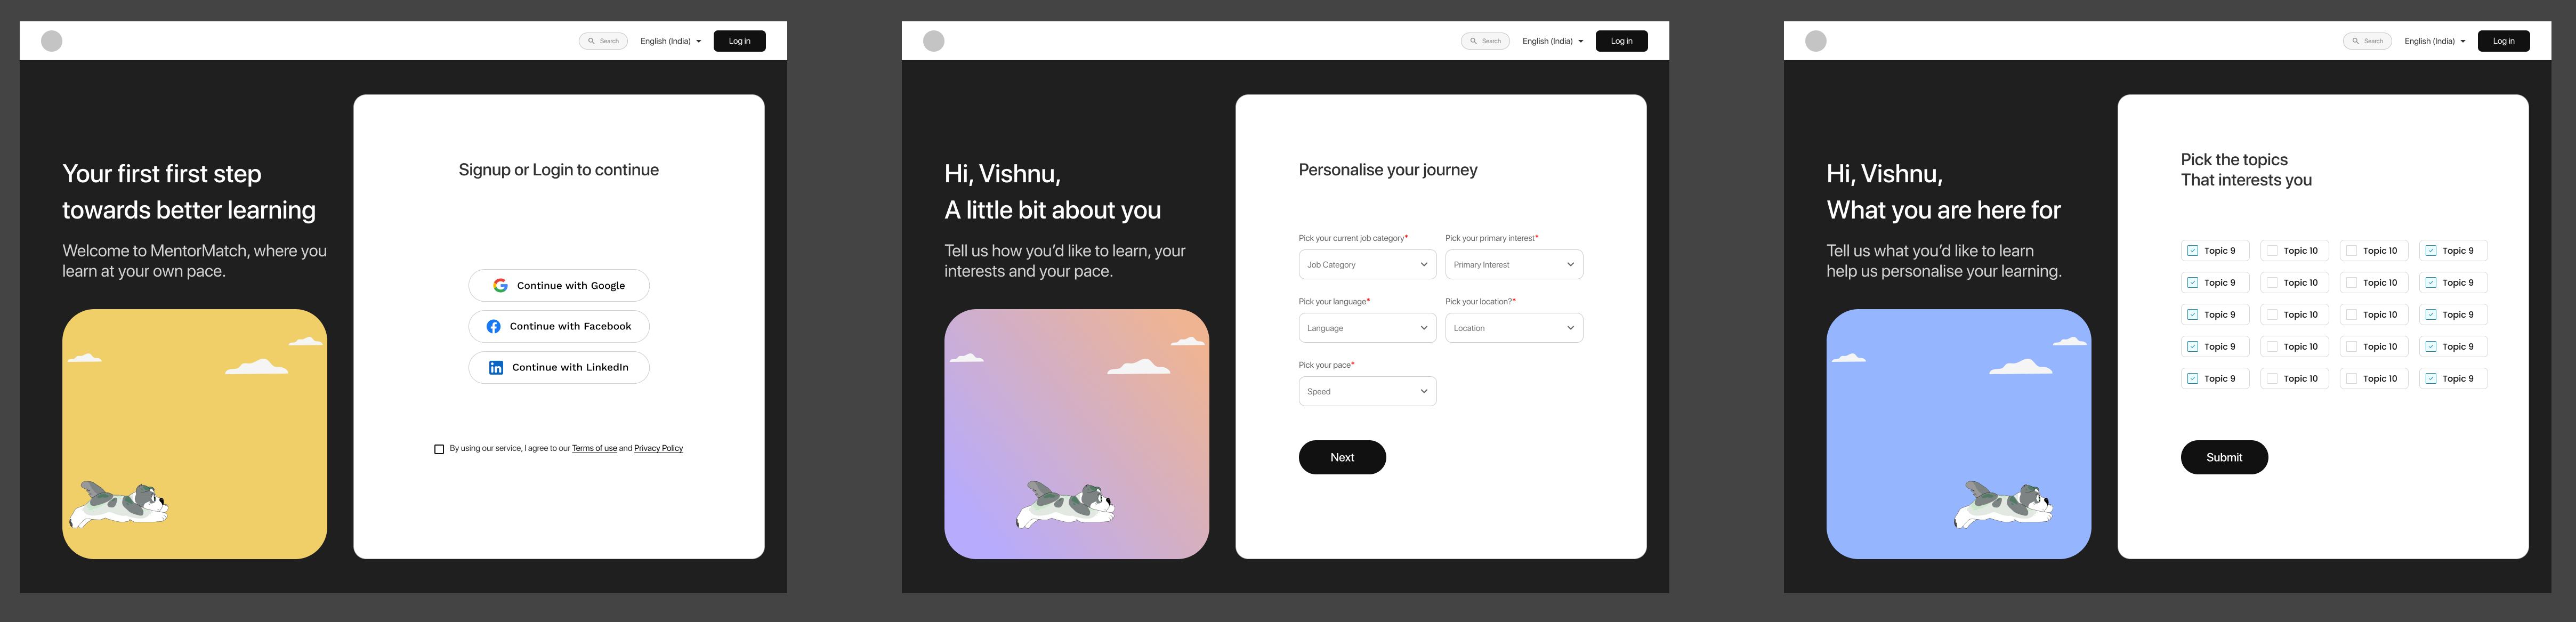 Search
English (India)
Log in
Your first first step
towards better learning
Welcome to MentorMatch, where you
learn at your own pace.
Signup or Login to continue
Continue with Google
Continue with Facebook
Continue with LinkedIn
By using our service, I agree to our Terms of use and Privacy Policy
Search
English (India)
Log in
Hi, Vishnu,
A little bit about you
Tell us how you’d like to learn, your
interests and your pace.
Personalise your journey
Pick your current job category*
Pick your primary interest*
Job Category
Primary Interest
Pick your language*
Pick your location?*
Language
Location
Pick your pace*
Speed
Next
Search
English (India)
Log in
Hi, Vishnu,
What you are here for
Tell us what you’d like to learn
help us personalise your learning.
Pick the topics
That interests you
Topic 9 Topic 10 Topic 10 Topic 9
Topic 9 Topic 10 Topic 10 Topic 9
Topic 9 Topic 10 Topic 10 Topic 9
Topic 9 Topic 10 Topic 10 Topic 9
Topic 9 Topic 10 Topic 10 Topic 9
Submit